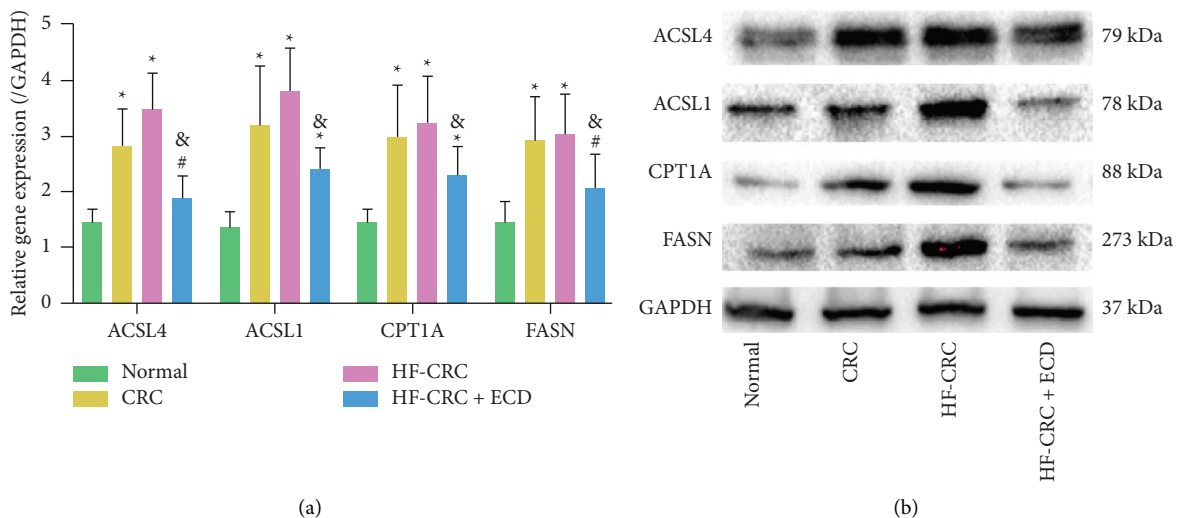 Relative gene expression (/GAPDH)
5
4
3
2
1
0
* * & #
* * & *
* * & *
* * & #
ACSL4 ACSL1 CPT1A FASN
Normal HF-CRC
CRC HF-CRC + ECD
(a)
ACSL4 79 kDa
ACSL1 78 kDa
CPT1A 88 kDa
FASN 273 kDa
GAPDH 37 kDa
Normal
CRC
HF-CRC
HF-CRC + ECD
(b)